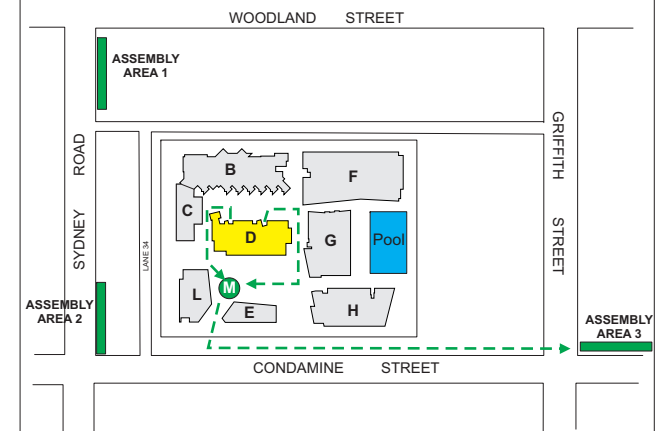 WOODLAND STREET
ASSEMBLY
AREA 1
SYDNEY ROAD
GRIFFITH STREET
B
F
C
D
G
Pool
LANE 34
L
M
E
H
ASSEMBLY
AREA 2
ASSEMBLY
AREA 3
CONDAMINE STREET